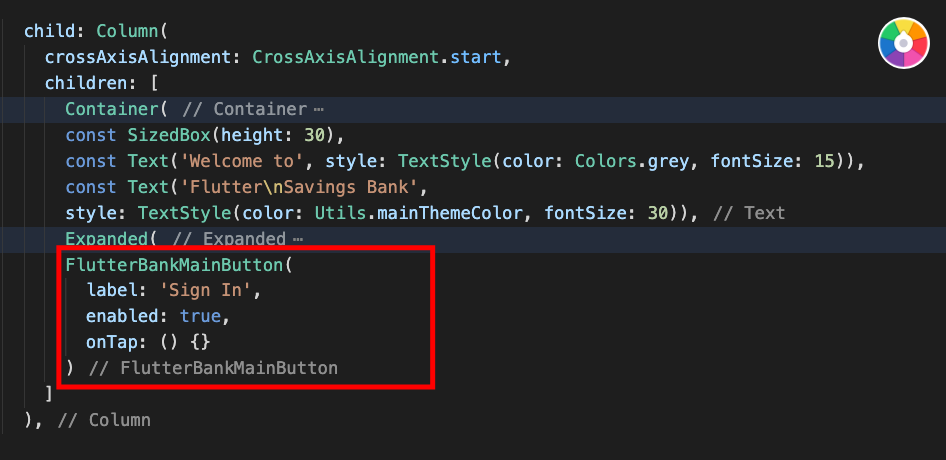 child: Column(
crossAxisAlignment: CrossAxisAlignment.start,
children: [
Container( // Container ⋯
const SizedBox(height: 30),
const Text('Welcome to', style: TextStyle(color: Colors.grey, fontSize: 15)),
const Text('Flutter\nSavings Bank',
style: TextStyle(color: Utils.mainThemeColor, fontSize: 30)), // Text
Expanded( // Expanded ⋯
FlutterBankMainButton(
label: 'Sign In',
enabled: true,
onTap: () {}
) // FlutterBankMainButton
]
), // Column